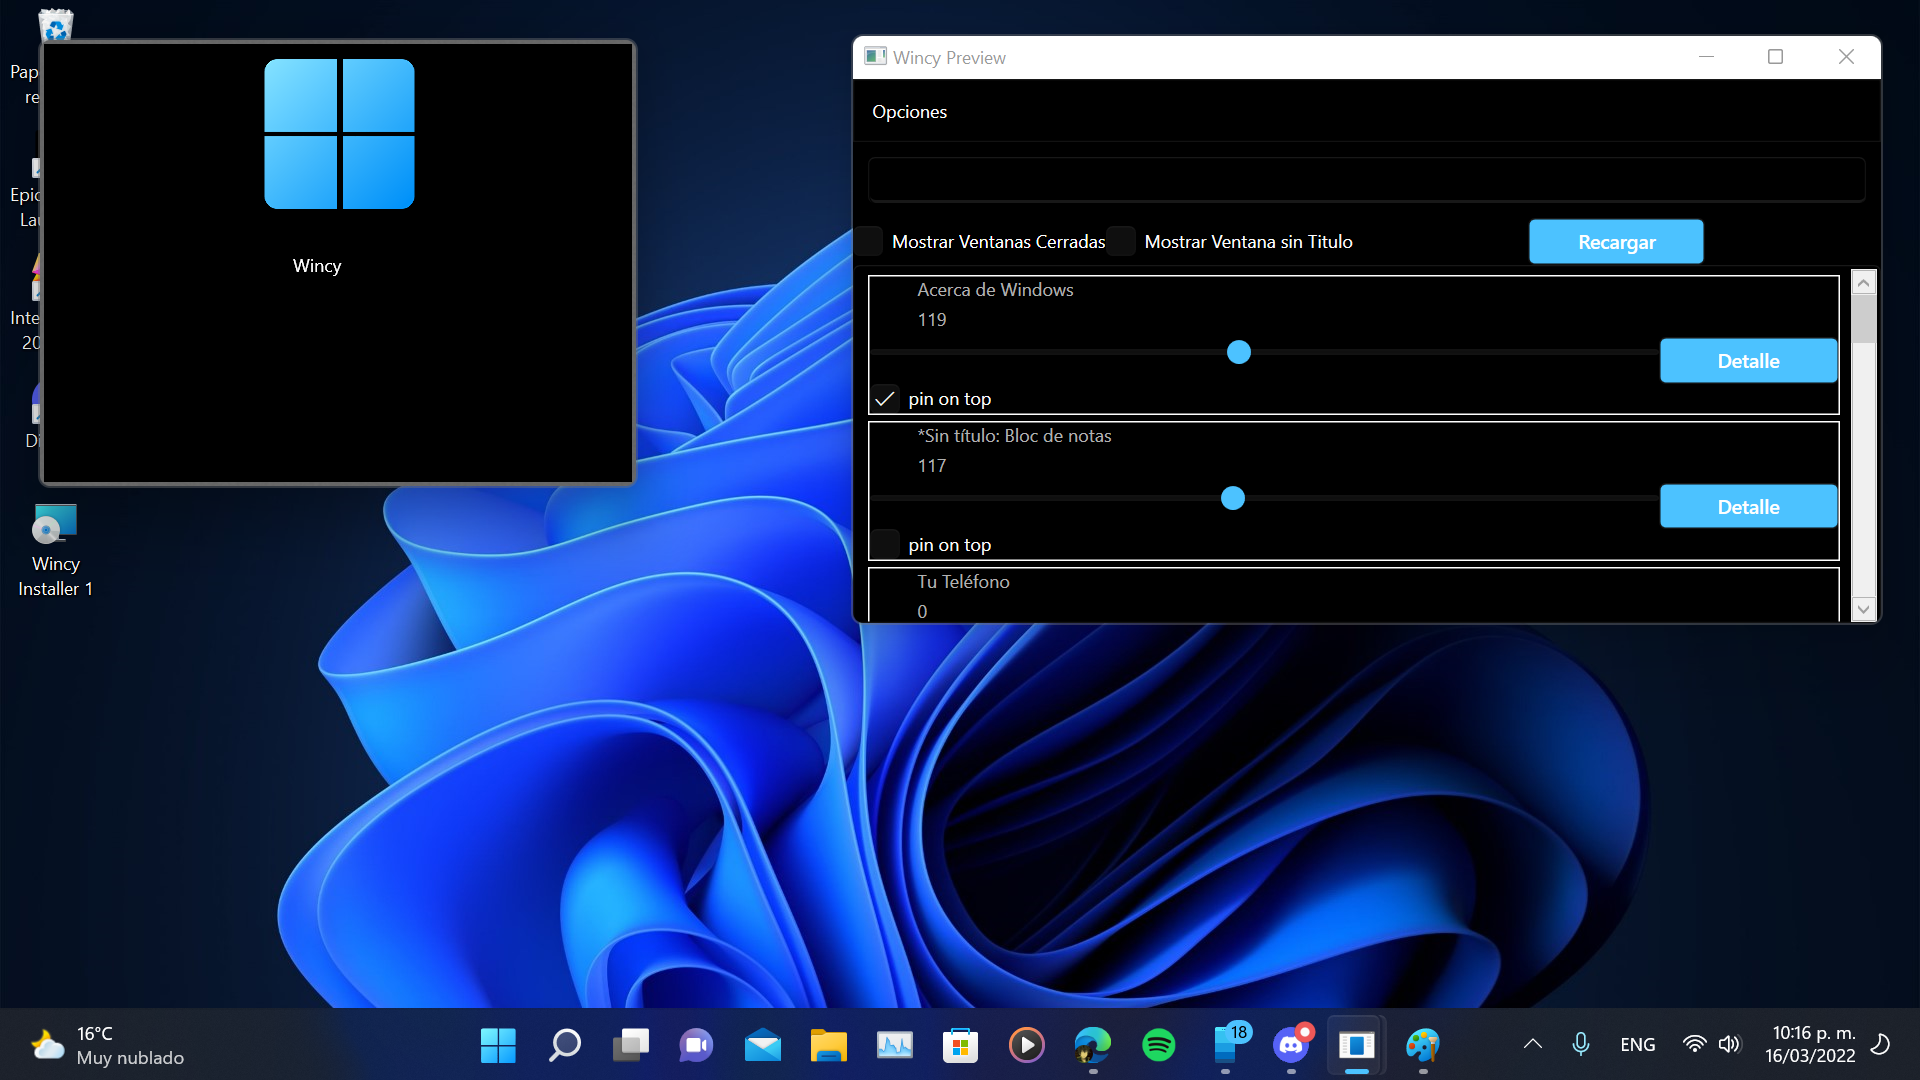 Pap
re
Epic
Lau
Inte
20
Di
Wincy
Installer 1
Wincy
Wincy Preview
Opciones
Mostrar Ventanas Cerradas Mostrar Ventana sin Titulo Recargar
Acerca de Windows
119
Detalle
pin on top
*Sin título: Bloc de notas
117
Detalle
pin on top
Tu Teléfono
0
16°C
Muy nublado
18
ENG
10:16 p. m.
16/03/2022